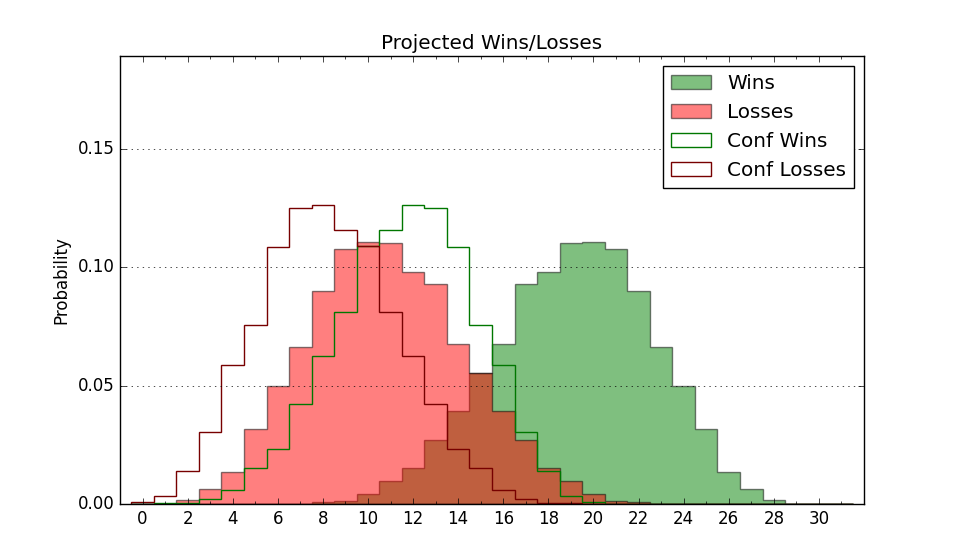 Projected Wins/Losses
Wins
Losses
Conf Wins
Conf Losses
Probability
0.15
0.10
0.05
0.00
0 2 4 6 8 10 12 14 16 18 20 22 24 26 28 30